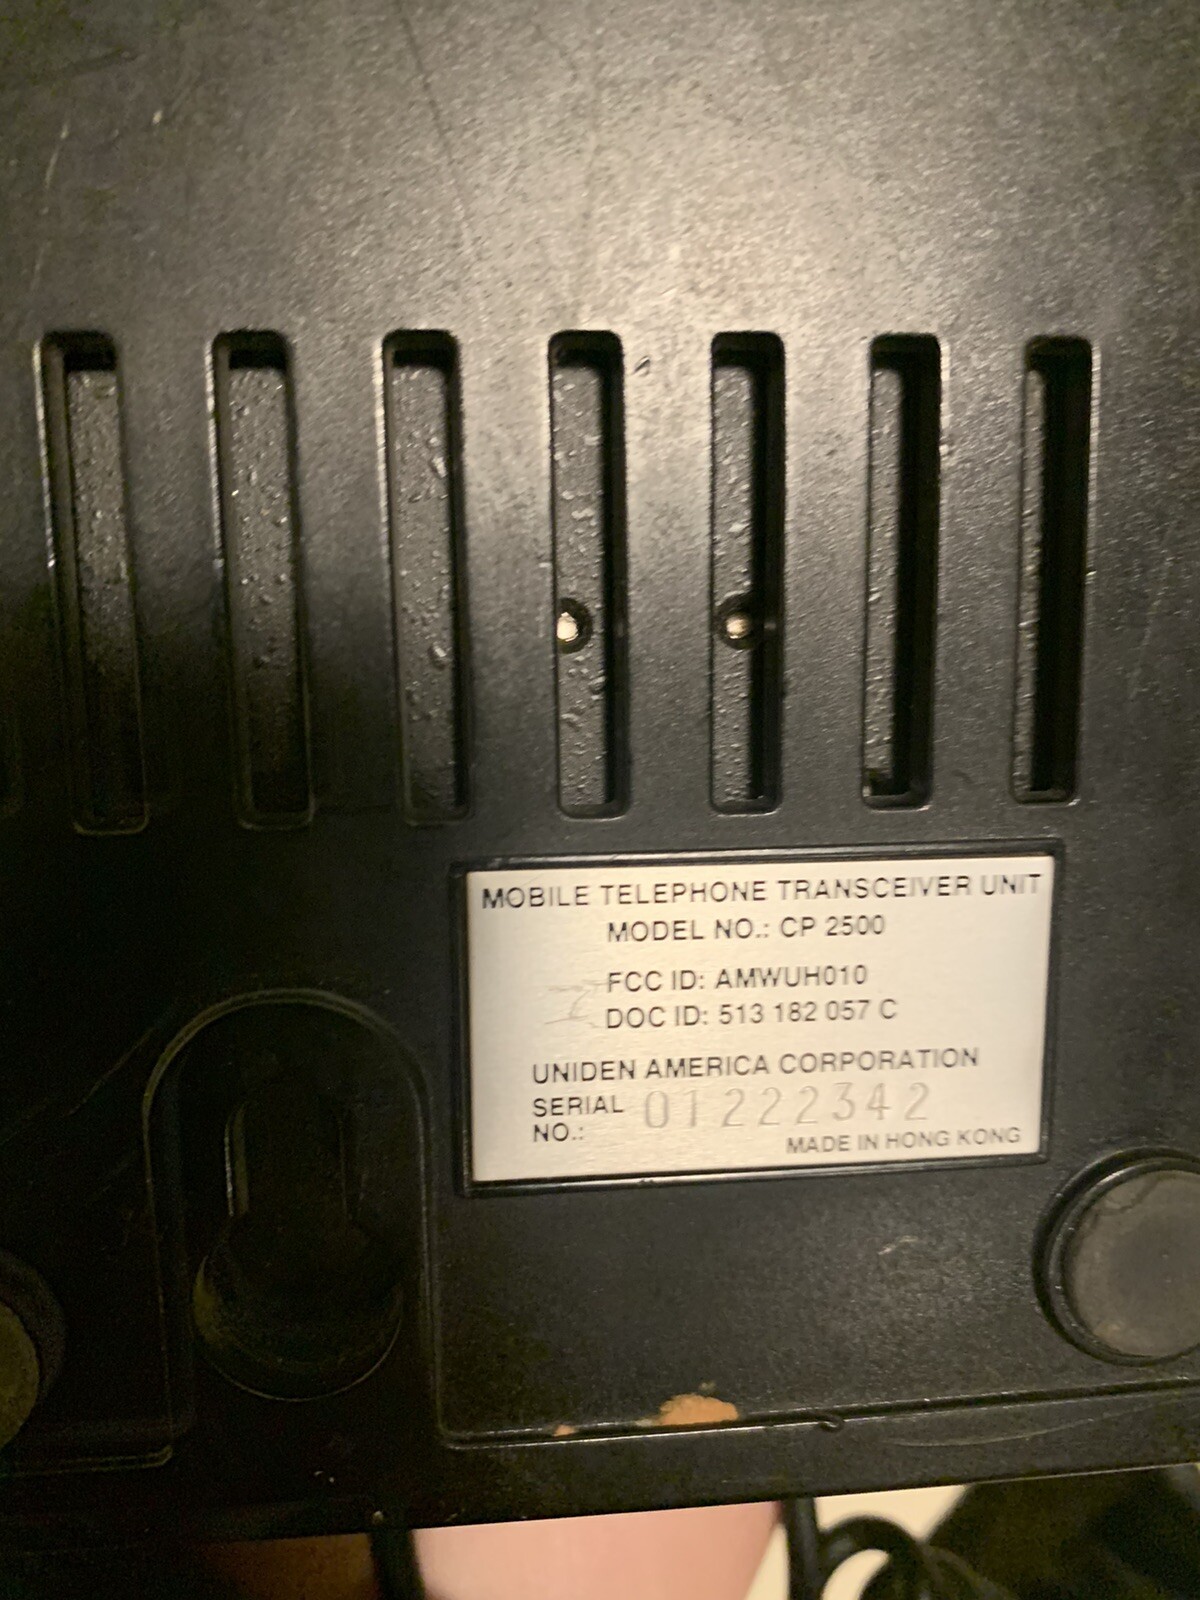 MOBILE TELEPHONE TRANSCEIVER UNIT
MODEL NO.: CP 2500
FCC ID: AMWUH010
DOC ID: 513 182 057 C
UNIDEN AMERICA CORPORATION
SERIAL NO.: 01222342
MADE IN HONG KONG